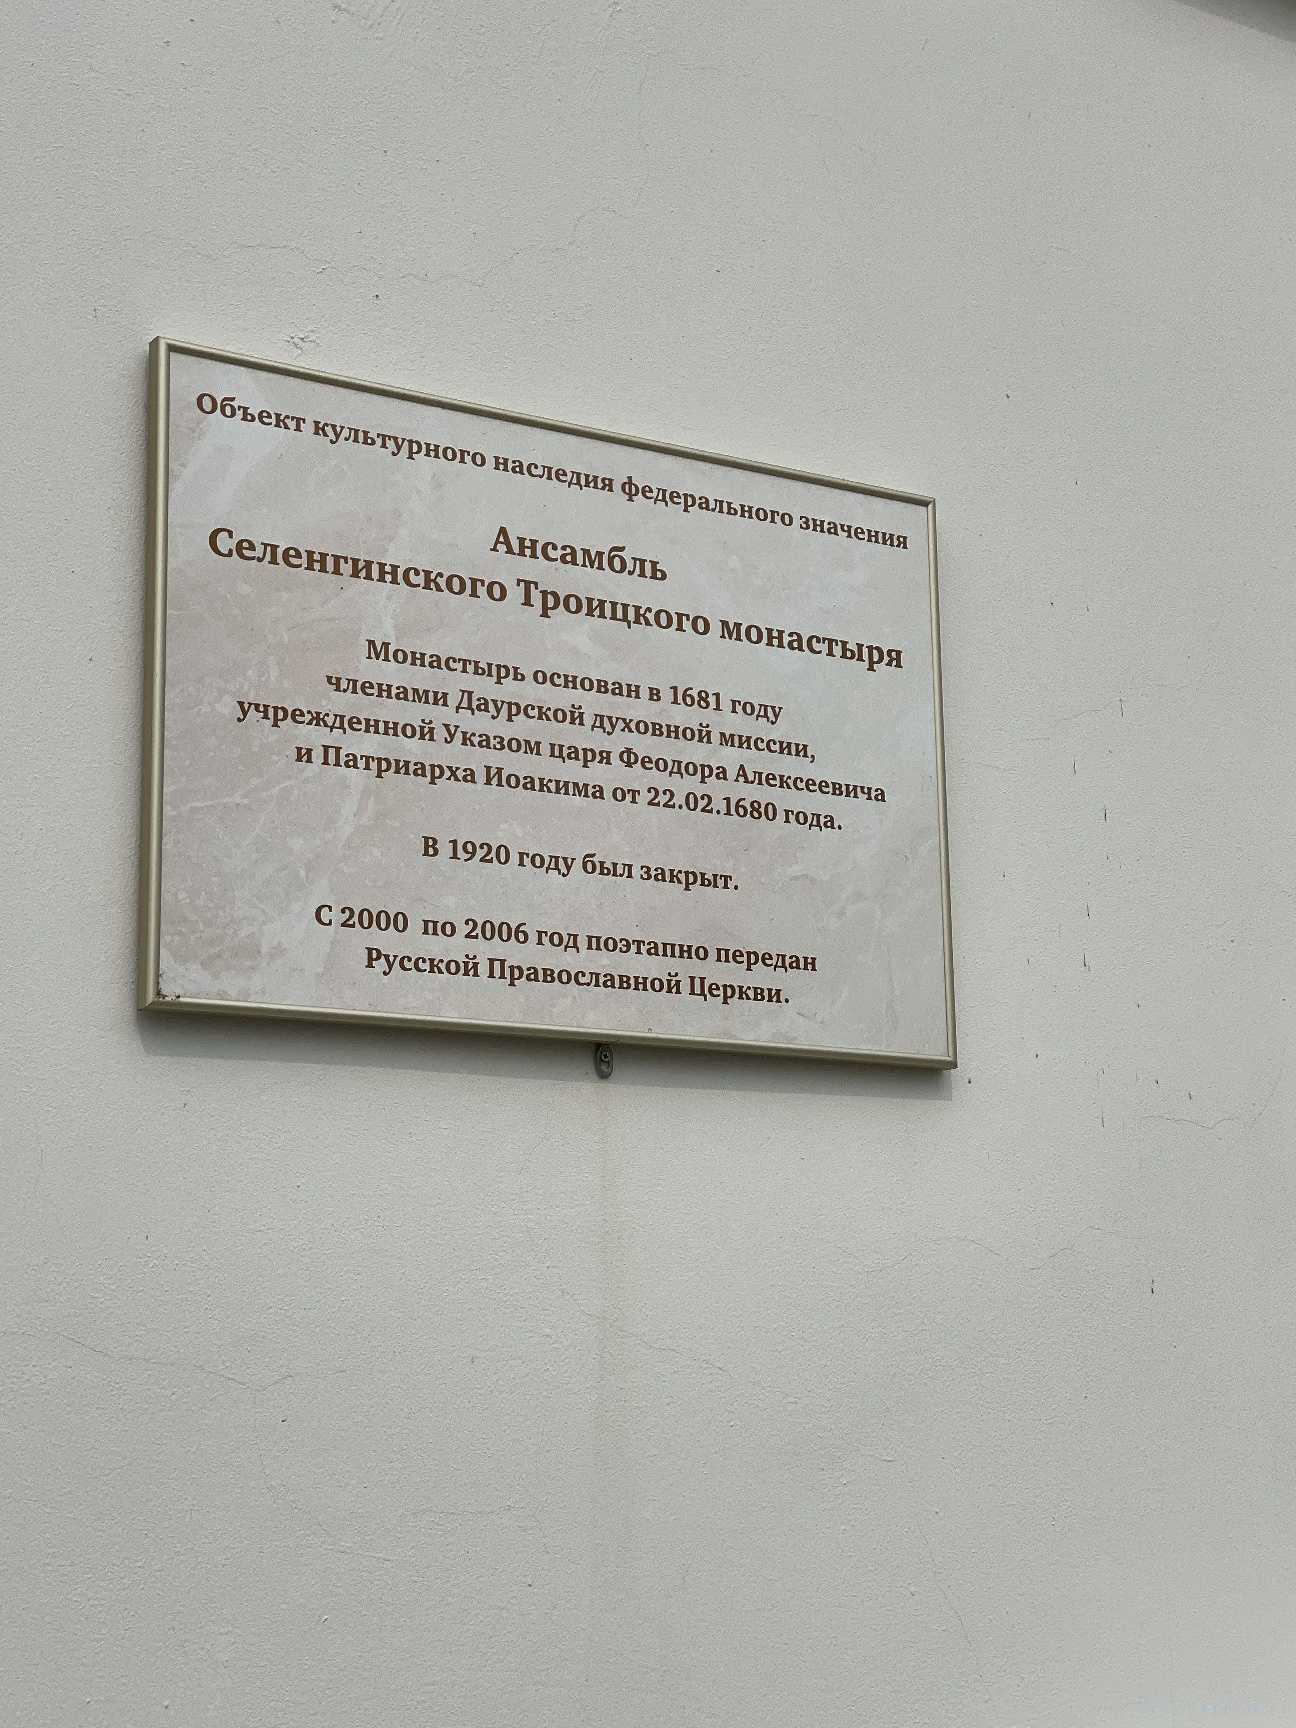 Объект культурного наследия федерального значения
Ансамбль
Селенгинского Троицкого монастыря
Монастырь основан в 1681 году
членами Даурской духовной миссии,
учрежденной Указом царя Феодора Алексеевича
и Патриарха Иоакима от 22.02.1680 года.
В 1920 году был закрыт.
С 2000 по 2006 год поэтапно передан
Русской Православной Церкви.